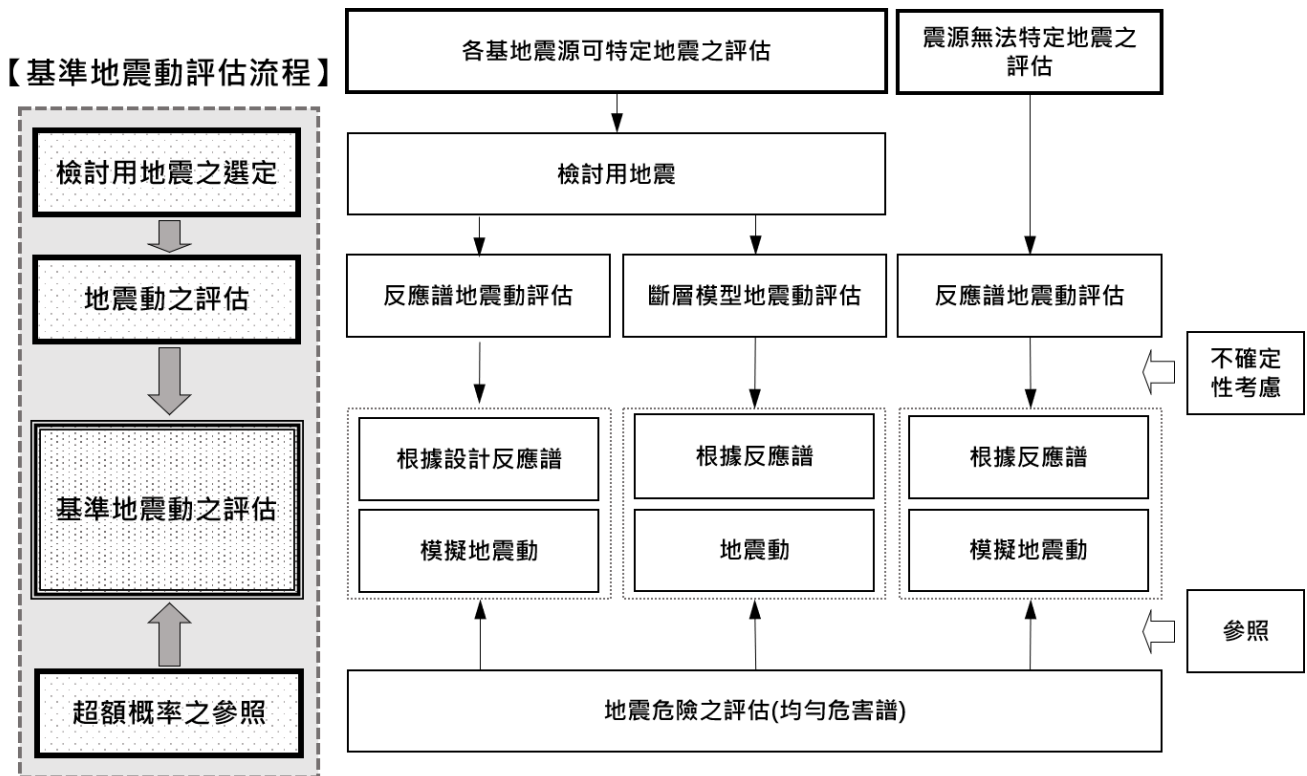 【基準地震動評估流程】
檢討用地震之選定
地震動之評估
基準地震動之評估
超額概率之參照
各基地震源可特定地震之評估
震源無法特定地震之
評估
檢討用地震
反應譜地震動評估
斷層模型地震動評估
反應譜地震動評估
不確定
性考慮
根據設計反應譜
模擬地震動
根據反應譜
地震動
根據反應譜
模擬地震動
參照
地震危險之評估(均勻危害譜)